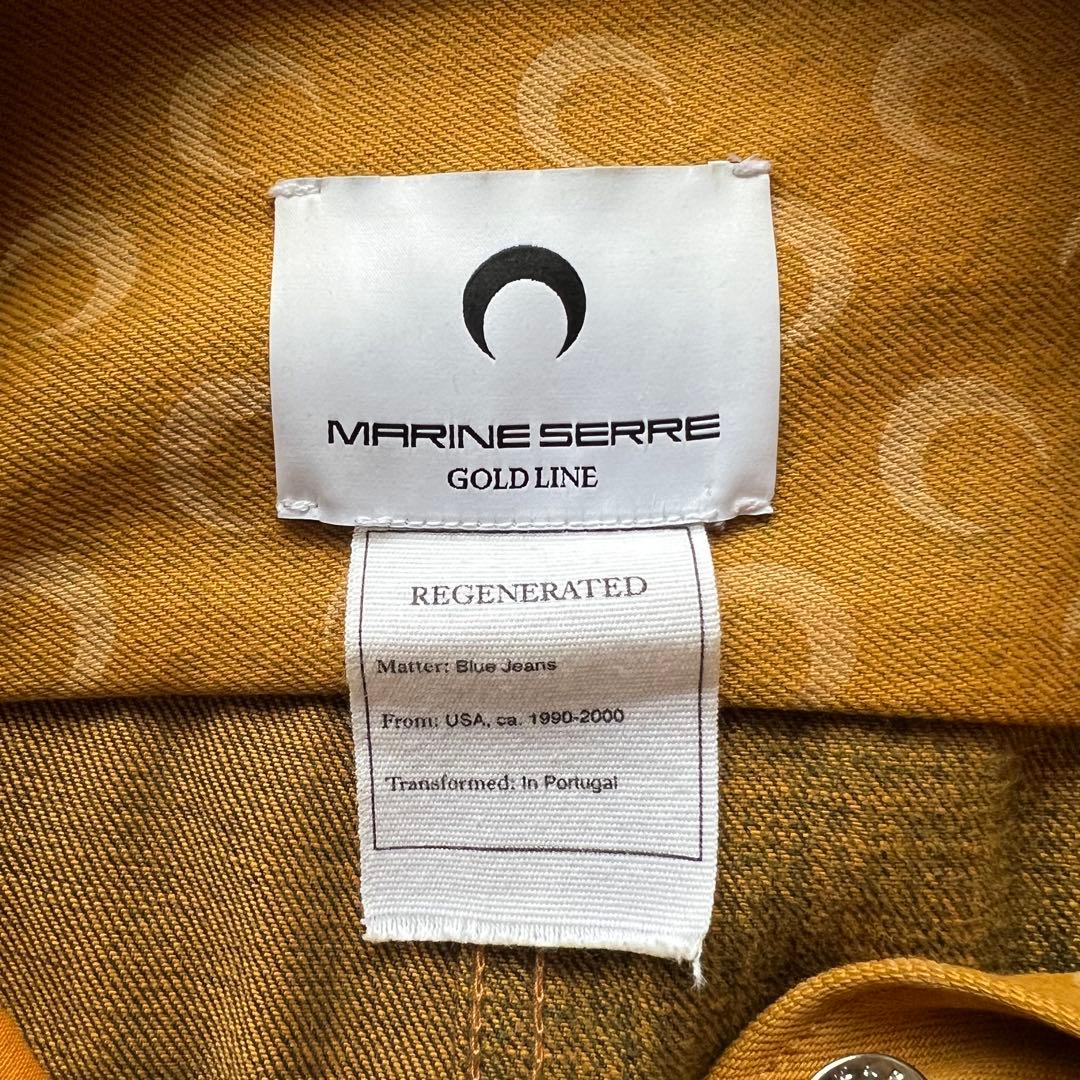 MARINE SERRE
GOLD LINE
REGENERATED
Matter: Blue Jeans
From: USA, ca. 1990-2000
Transformed: In Portugal